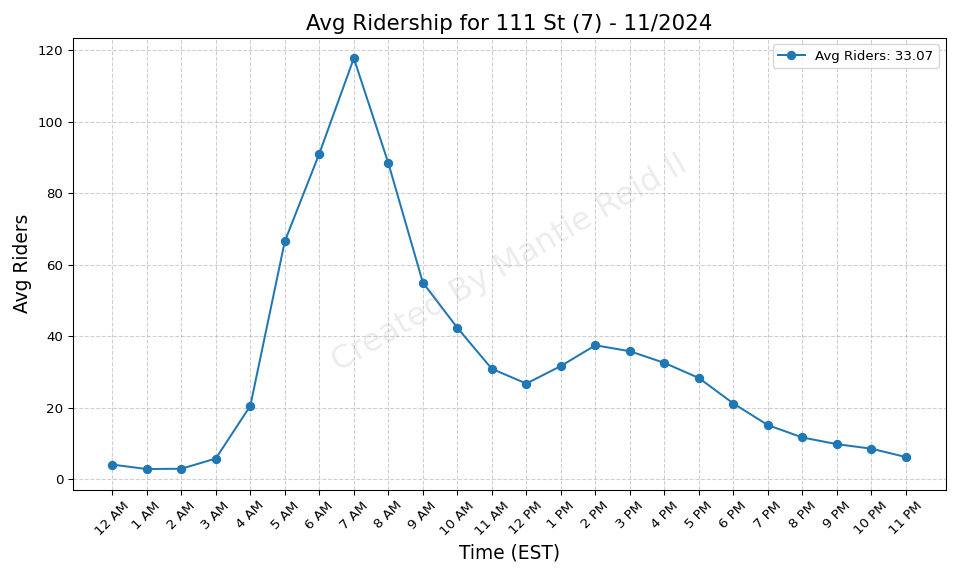 Avg Ridership for 111 St (7) - 11/2024
Avg Riders: 33.07
120
100
80
60
40
20
0
Avg Riders
Created By Mantle Reid II
12 AM
1 AM
2 AM
3 AM
4 AM
5 AM
6 AM
7 AM
8 AM
9 AM
10 AM
11 AM
12 PM
1 PM
2 PM
3 PM
4 PM
5 PM
6 PM
7 PM
8 PM
9 PM
10 PM
11 PM
Time (EST)